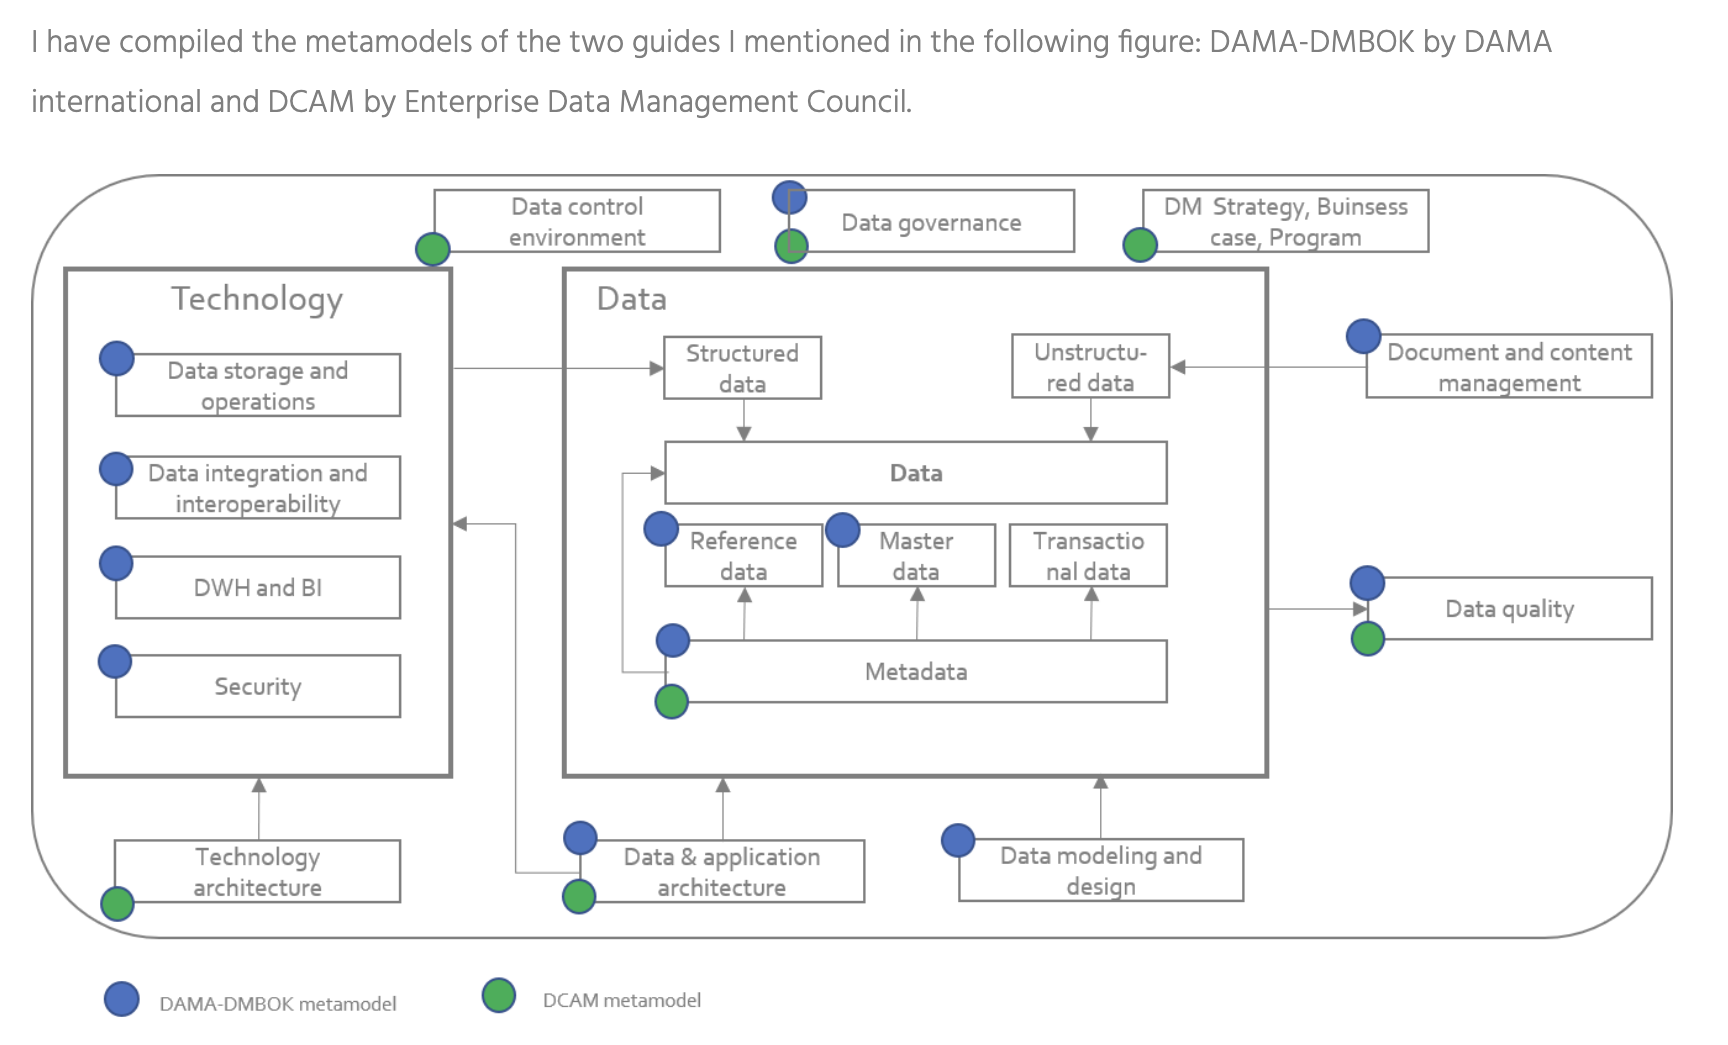 I have compiled the metamodels of the two guides I mentioned in the following figure: DAMA-DMBOK by DAMA
international and DCAM by Enterprise Data Management Council.
Data control
environment
Data governance
DM Strategy, Buinsess
case, Program
Technology
Data storage and
operations
Data integration and
interoperability
DWH and BI
Security
Data
Structured
data
Unstructu-
red data
Data
Reference
data
Master
data
Transactio
nal data
Metadata
Document and content
management
Data quality
Technology
architecture
Data & application
architecture
Data modeling and
design
DAMA-DMBOK metamodel
DCAM metamodel